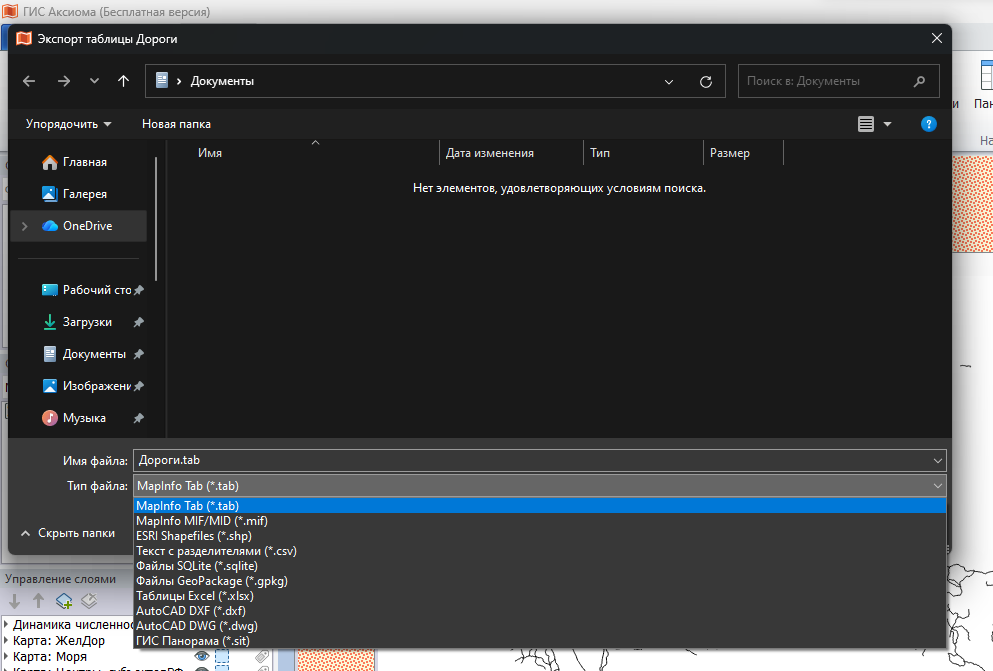 ГИС Аксиома (Бесплатная версия)
Экспорт таблицы Дороги
Документы
Поиск в: Документы
Упорядочить
Новая папка
Имя
Дата изменения
Тип
Размер
Нет элементов, удовлетворяющих условиям поиска.
Главная
Галерея
OneDrive
Рабочий сто
Загрузки
Документы
Изображени
Музыка
Имя файла:
Дороги.tab
Тип файла:
MapInfo Tab (*.tab)
MapInfo Tab (*.tab)
MapInfo MIF/MID (*.mif)
ESRI Shapefiles (*.shp)
Текст с разделителями (*.csv)
Файлы SQLite (*.sqlite)
Файлы GeoPackage (*.gpkg)
Таблицы Excel (*.xlsx)
AutoCAD DXF (*.dxf)
AutoCAD DWG (*.dwg)
ГИС Панорама (*.sit)
Скрыть папки
Управление слоями
Динамика численнос
Карта: ЖелДор
Карта: Моря